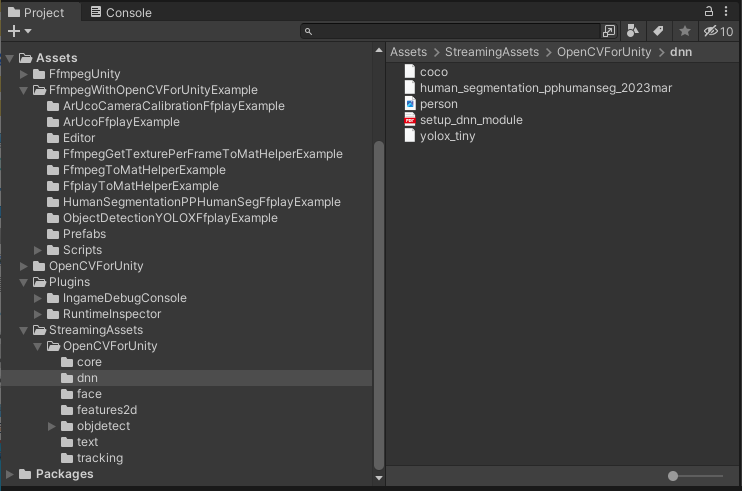 Project
Console
10
Assets
FfmpegUnity
FfmpegWithOpenCVForUnityExample
ArUcoCameraCalibrationFfplayExample
ArUcoFfplayExample
Editor
FfmpegGetTexturePerFrameToMatHelperExample
FfmpegToMatHelperExample
FfplayToMatHelperExample
HumanSegmentationPPHumanSegFfplayExample
ObjectDetectionYOLOXFfplayExample
Prefabs
Scripts
OpenCVForUnity
Plugins
IngameDebugConsole
RuntimeInspector
StreamingAssets
OpenCVForUnity
core
dnn
face
features2d
objdetect
text
tracking
Packages
Assets > StreamingAssets > OpenCVForUnity > dnn
coco
human_segmentation_pphumanseg_2023mar
person
setup_dnn_module
yolox_tiny